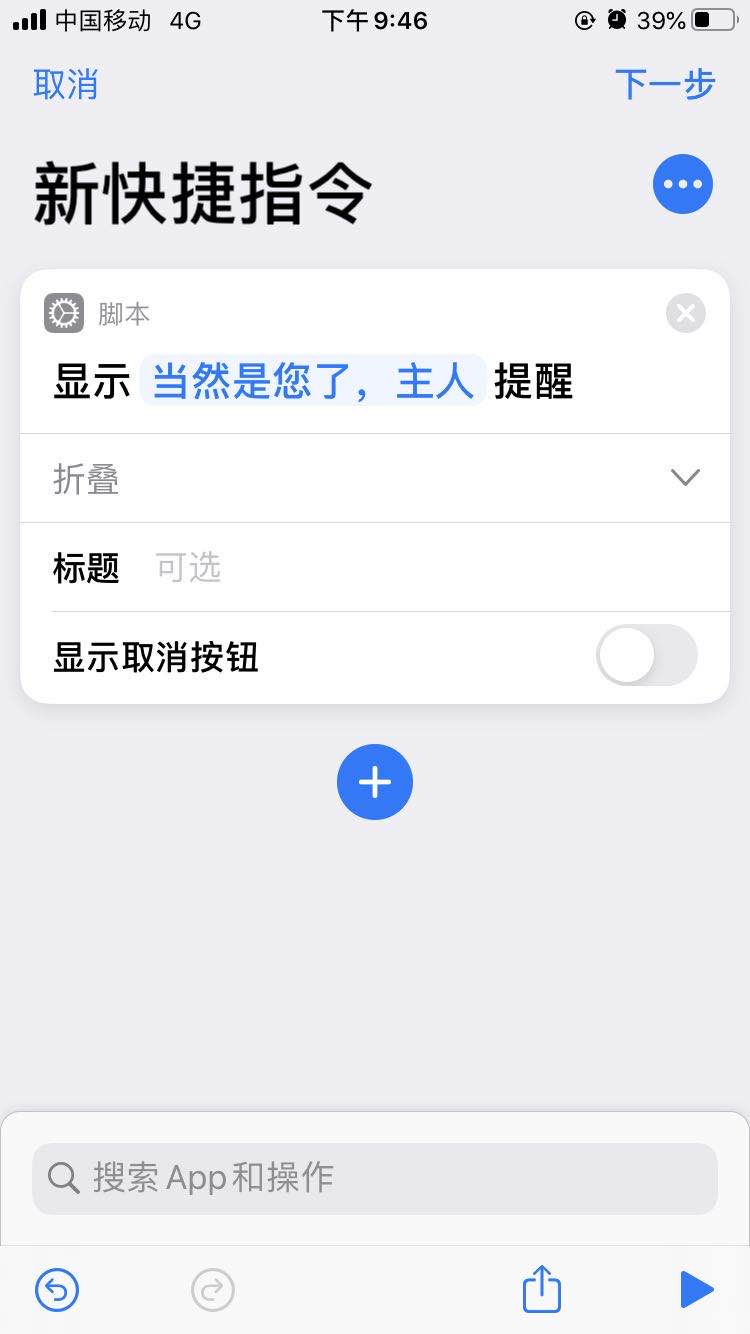 中国移动 4G 下午9:46 39%
取消 下一步
新快捷指令
脚本
显示 当然是您了，主人 提醒
折叠
标题 可选
显示取消按钮
搜索App和操作